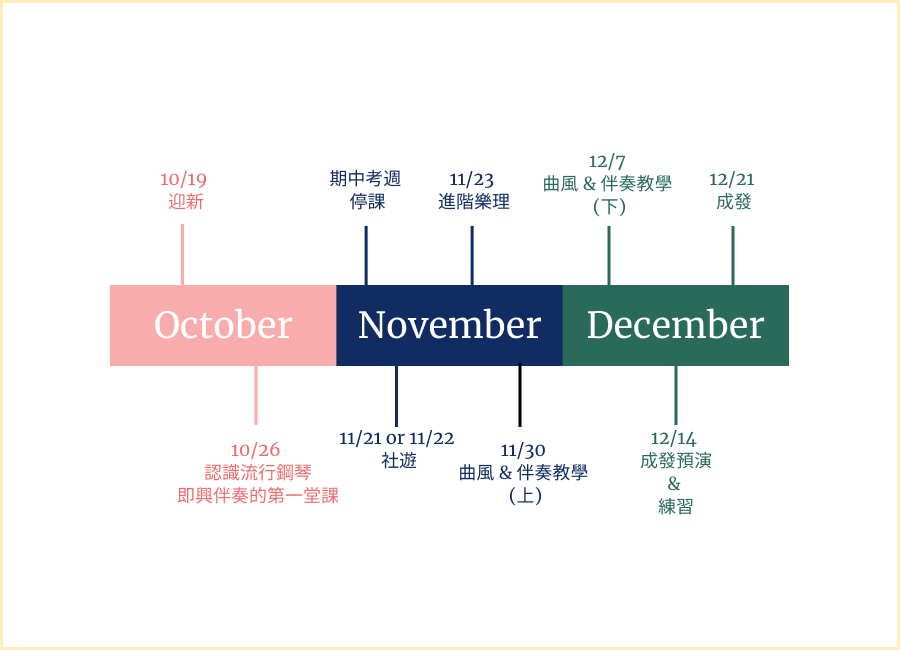 10/19
迎新
期中考週
停課
11/23
進階樂理
12/7
曲風 & 伴奏教學
(下)
12/21
成發
October
November
December
10/26
認識流行鋼琴
即興伴奏的第一堂課
11/21 or 11/22
社遊
11/30
曲風 & 伴奏教學
(上)
12/14
成發預演
&
練習